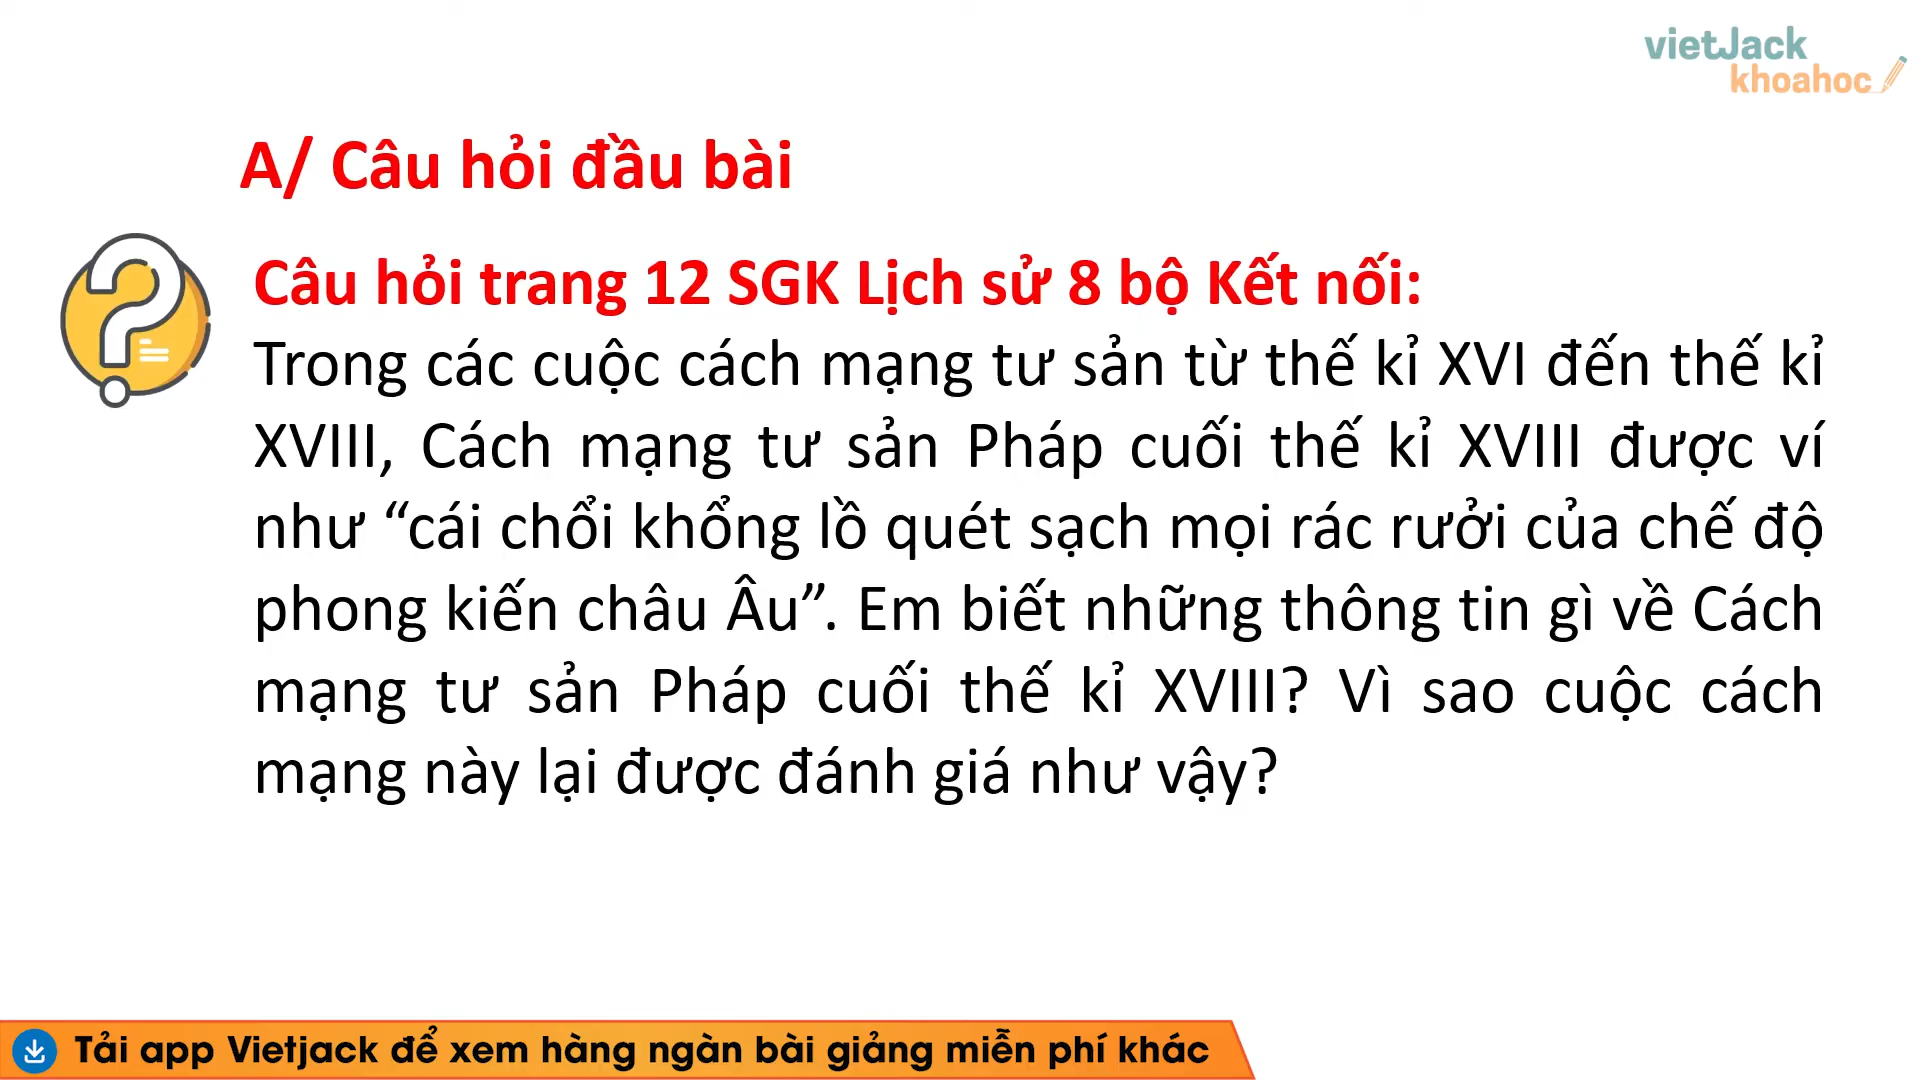 vietJack
khoahoc
A/ Câu hỏi đầu bài
Câu hỏi trang 12 SGK Lịch sử 8 bộ Kết nối:
Trong các cuộc cách mạng tư sản từ thế kỉ XVI đến thế kỉ
XVIII, Cách mạng tư sản Pháp cuối thế kỉ XVIII được ví
như “cái chổi khổng lồ quét sạch mọi rác rưởi của chế độ
phong kiến châu Âu”. Em biết những thông tin gì về Cách
mạng tư sản Pháp cuối thế kỉ XVIII? Vì sao cuộc cách
mạng này lại được đánh giá như vậy?
Tải app Vietjack để xem hàng ngàn bài giảng miễn phí khác